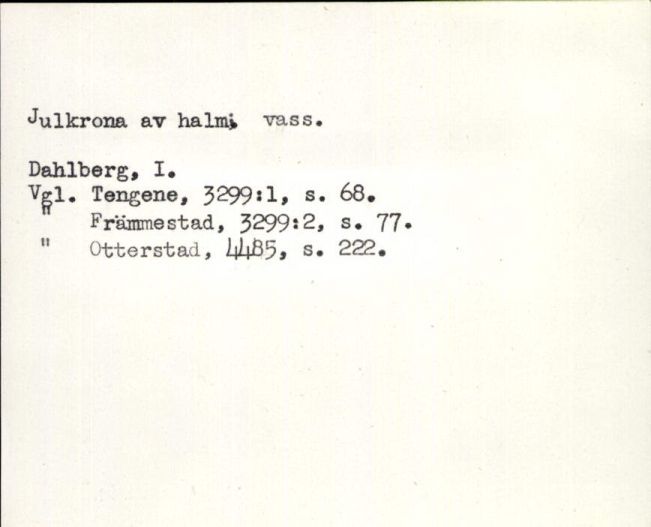 Julkrona av halm, vass.
Dahlberg, I.
Vgl. Tengene, 3299:1, s. 68.
" Främmestad, 3299:2, s. 77.
" Otterstad, 4485, s. 222.